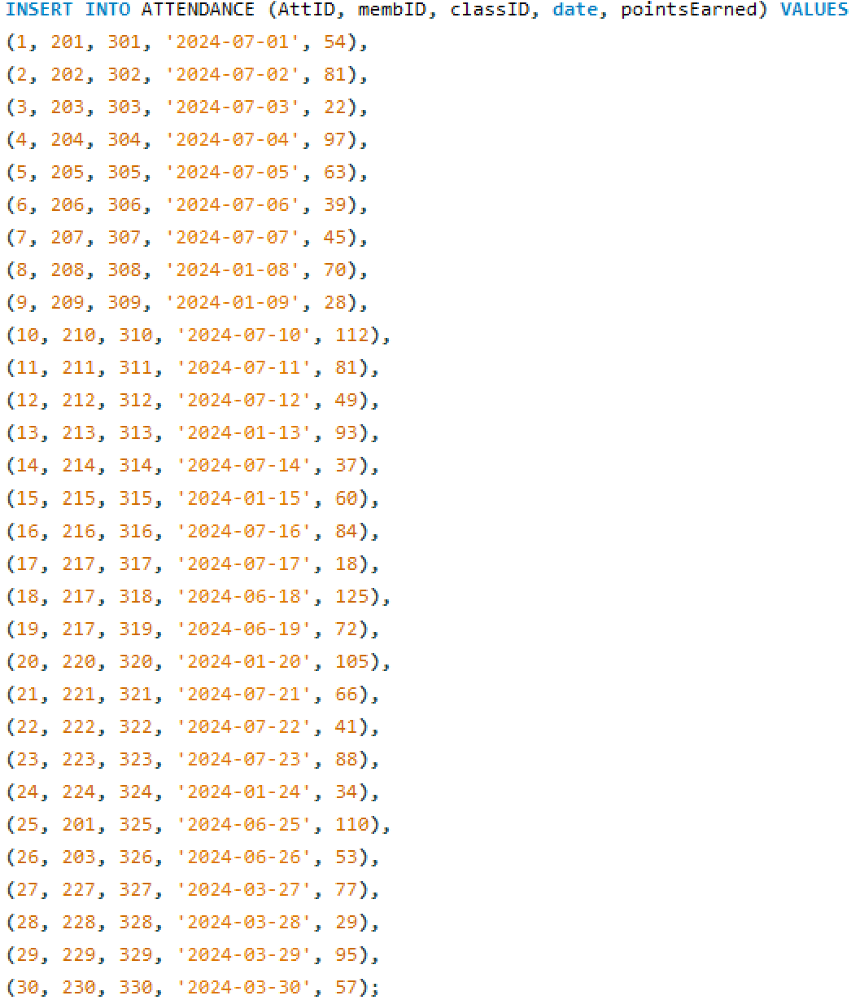 INSERT INTO ATTENDANCE (AttID, membID, classID, date, pointsEarned) VALUES
(1, 201, 301, '2024-07-01', 54),
(2, 202, 302, '2024-07-02', 81),
(3, 203, 303, '2024-07-03', 22),
(4, 204, 304, '2024-07-04', 97),
(5, 205, 305, '2024-07-05', 63),
(6, 206, 306, '2024-07-06', 39),
(7, 207, 307, '2024-07-07', 45),
(8, 208, 308, '2024-01-08', 70),
(9, 209, 309, '2024-01-09', 28),
(10, 210, 310, '2024-07-10', 112),
(11, 211, 311, '2024-07-11', 81),
(12, 212, 312, '2024-07-12', 49),
(13, 213, 313, '2024-01-13', 93),
(14, 214, 314, '2024-07-14', 37),
(15, 215, 315, '2024-01-15', 60),
(16, 216, 316, '2024-07-16', 84),
(17, 217, 317, '2024-07-17', 18),
(18, 217, 318, '2024-06-18', 125),
(19, 217, 319, '2024-06-19', 72),
(20, 220, 320, '2024-01-20', 105),
(21, 221, 321, '2024-07-21', 66),
(22, 222, 322, '2024-07-22', 41),
(23, 223, 323, '2024-07-23', 88),
(24, 224, 324, '2024-01-24', 34),
(25, 201, 325, '2024-06-25', 110),
(26, 203, 326, '2024-06-26', 53),
(27, 227, 327, '2024-03-27', 77),
(28, 228, 328, '2024-03-28', 29),
(29, 229, 329, '2024-03-29', 95),
(30, 230, 330, '2024-03-30', 57);